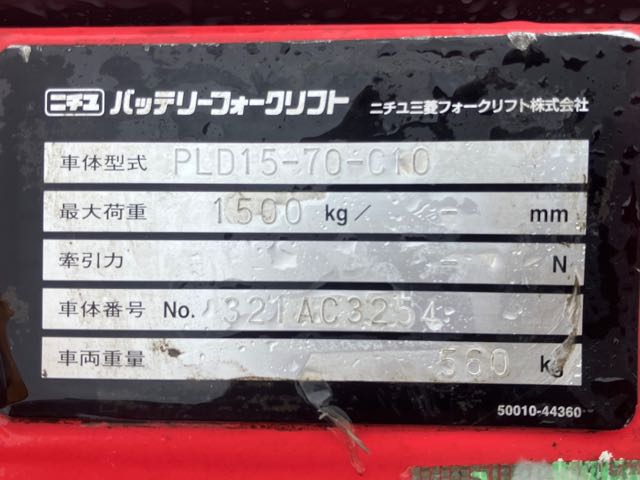 ニチユ バッテリーフォークリフト ニチユ三菱フォークリフト株式会社
車体型式 PLD15-70-C10
最大荷重 1500 kg / - mm
牽引力 - N
車体番号 No. 321AC3254
車両重量 560 kg
50010-44360